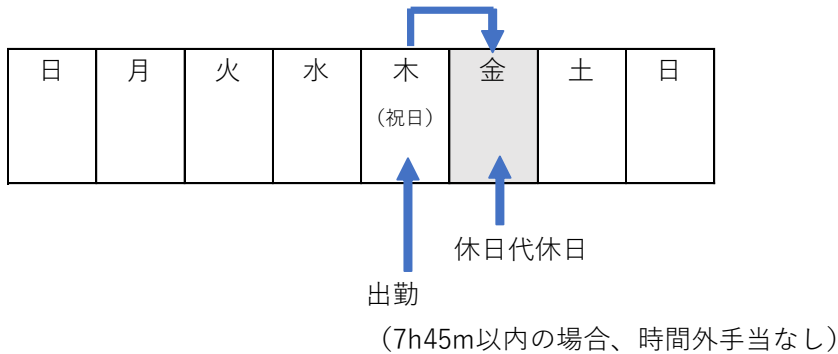 日 月 火 水 木 金 土 日
（祝日）
休日代休日
出勤
（7h45m以内の場合、時間外手当なし）